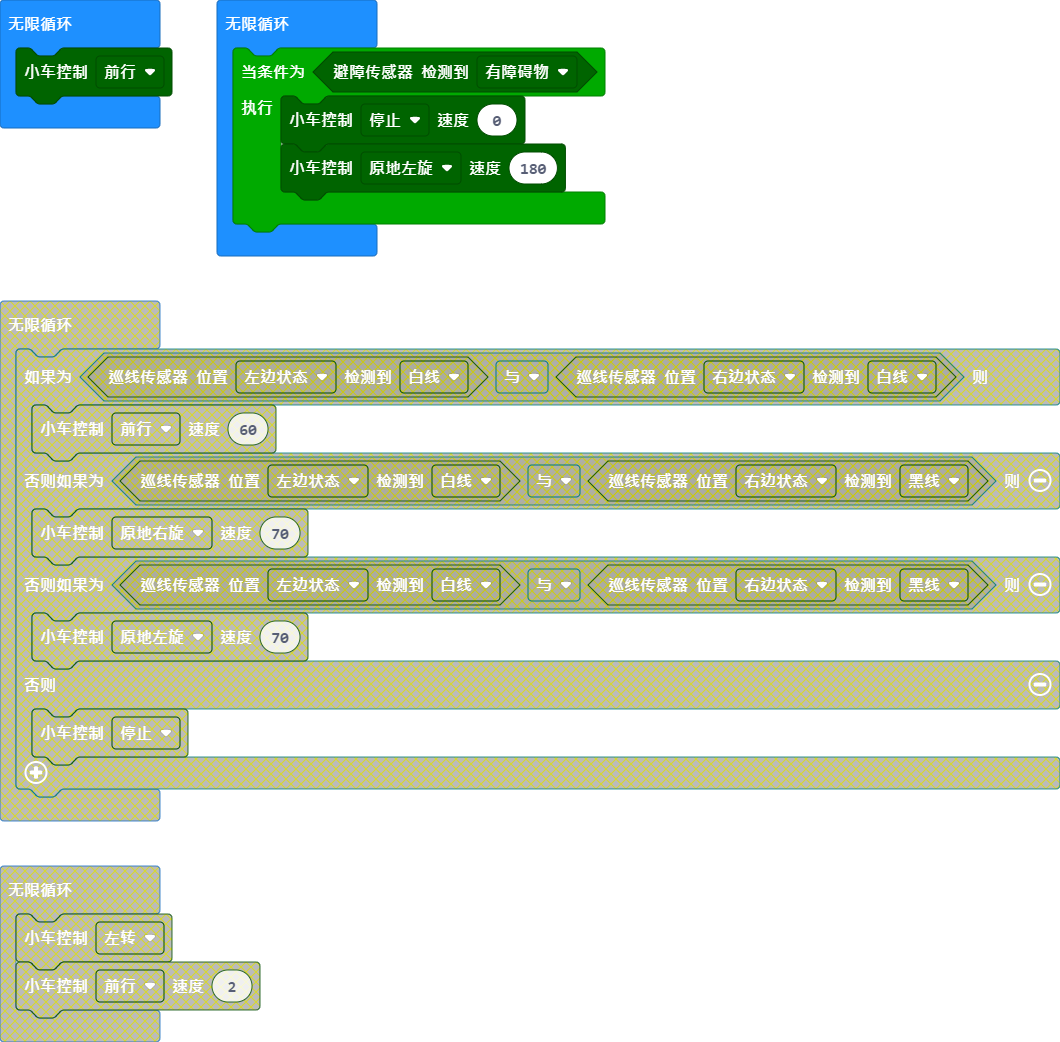 无限循环
小车控制 前行
无限循环
当条件为 避障传感器 检测到 有障碍物
执行
小车控制 停止 速度 0
小车控制 原地左旋 速度 180
无限循环
如果为 巡线传感器 位置 左边状态 检测到 白线 与 巡线传感器 位置 右边状态 检测到 白线 则
小车控制 前行 速度 60
否则如果为 巡线传感器 位置 左边状态 检测到 白线 与 巡线传感器 位置 右边状态 检测到 黑线 则
小车控制 原地右旋 速度 70
否则如果为 巡线传感器 位置 左边状态 检测到 白线 与 巡线传感器 位置 右边状态 检测到 黑线 则
小车控制 原地左旋 速度 70
否则
小车控制 停止
无限循环
小车控制 左转
小车控制 前行 速度 2